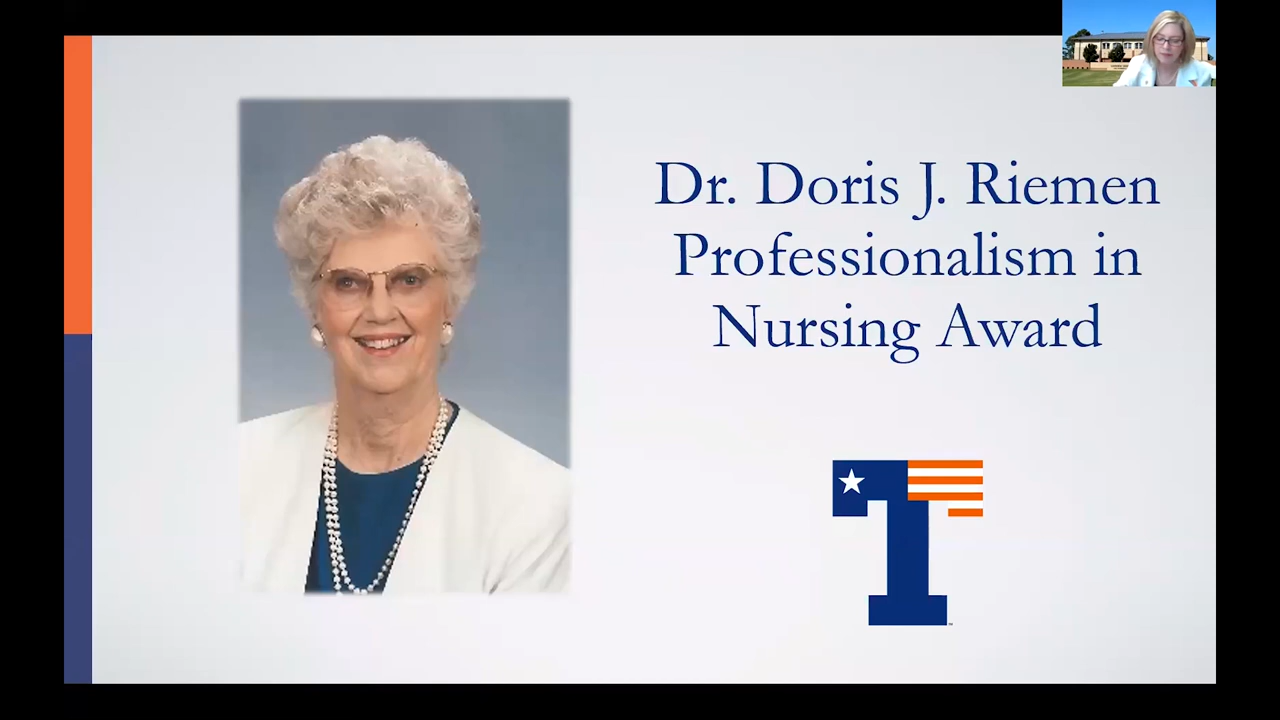 Dr. Doris J. Riemen
Professionalism in
Nursing Award
T